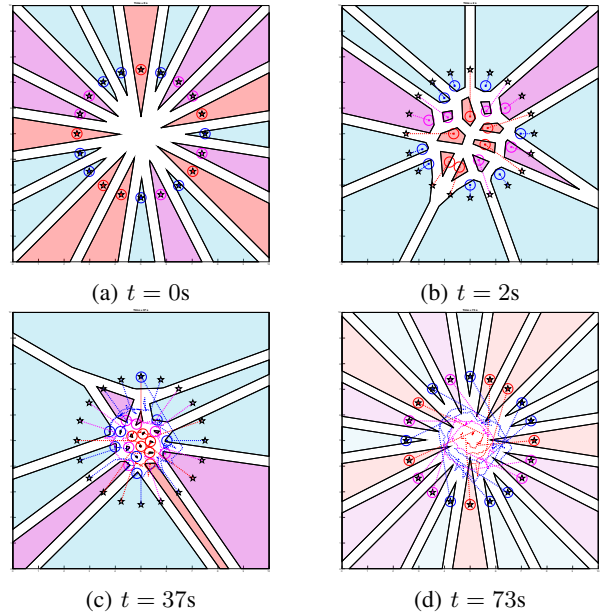 (a) t = 0s
(b) t = 2s
(c) t = 37s
(d) t = 73s